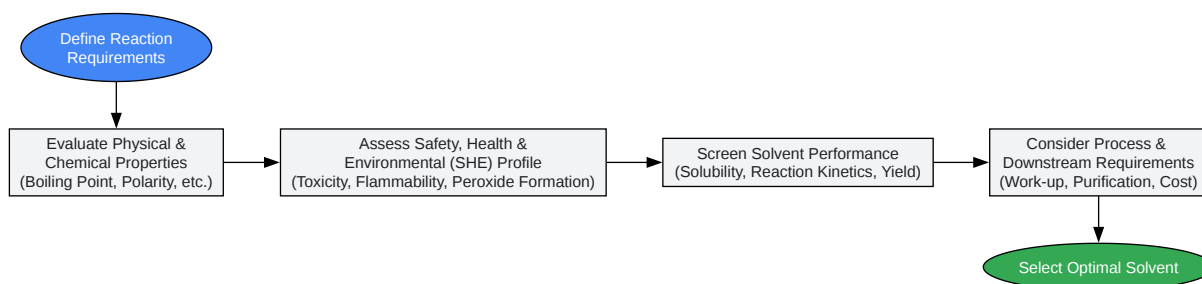 Define Reaction
Requirements
Evaluate Physical &
Chemical Properties
(Boiling Point, Polarity, etc.)
Assess Safety, Health &
Environmental (SHE) Profile
(Toxicity, Flammability, Peroxide Formation)
Screen Solvent Performance
(Solubility, Reaction Kinetics, Yield)
Consider Process &
Downstream Requirements
(Work-up, Purification, Cost)
Select Optimal Solvent